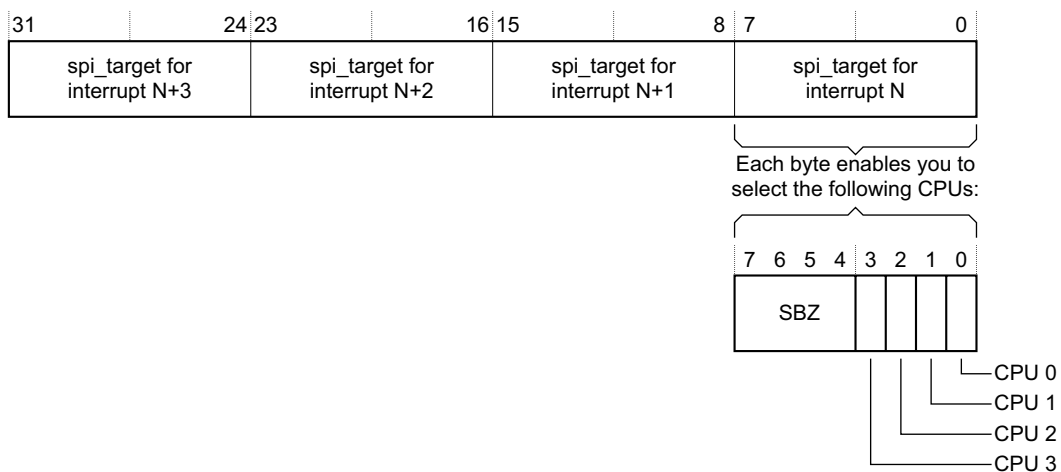 31 24 23 16 15 8 7 0
spi_target for interrupt N+3
spi_target for interrupt N+2
spi_target for interrupt N+1
spi_target for interrupt N
Each byte enables you to
select the following CPUs:
7 6 5 4 3 2 1 0
SBZ
CPU 0
CPU 1
CPU 2
CPU 3